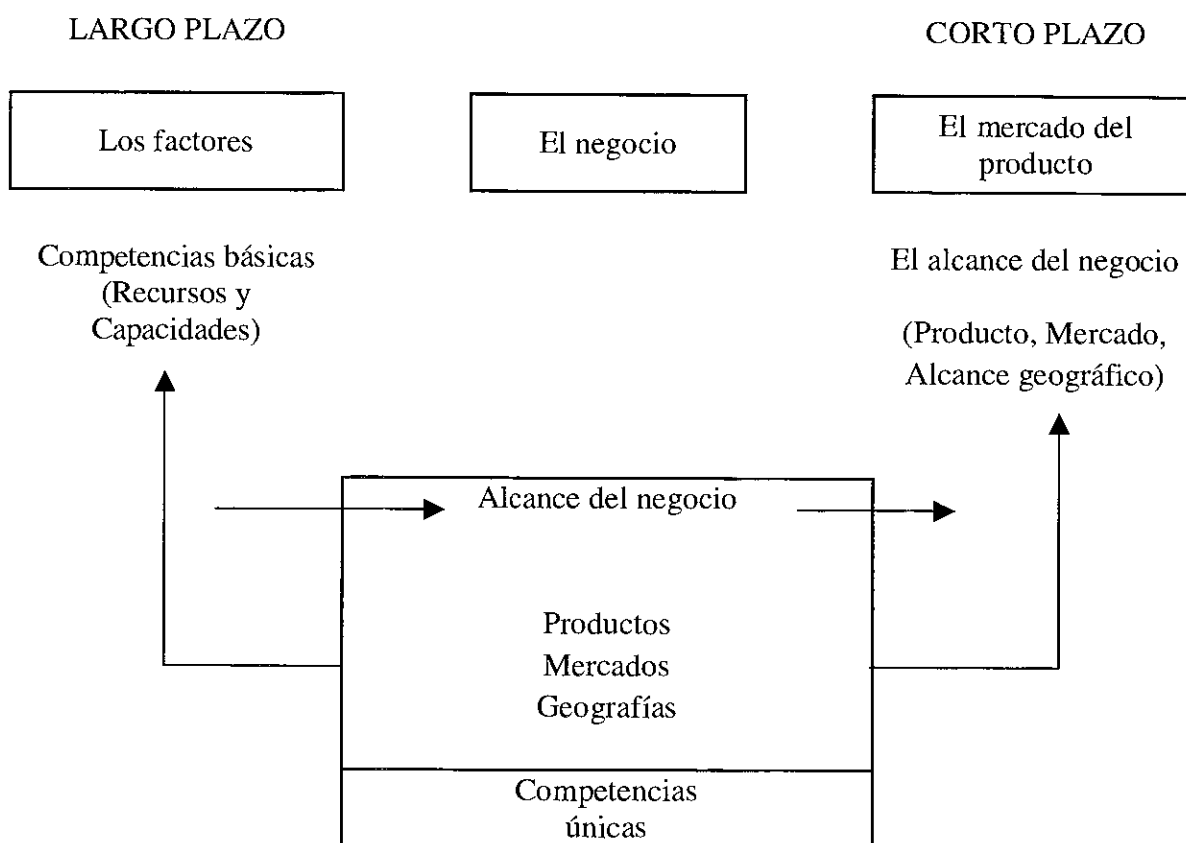 LARGO PLAZO
CORTO PLAZO
Los factores
El negocio
El mercado del
producto
Competencias básicas
(Recursos y
Capacidades)
El alcance del negocio
(Producto, Mercado,
Alcance geográfico)
Alcance del negocio
Productos
Mercados
Geografías
Competencias
únicas